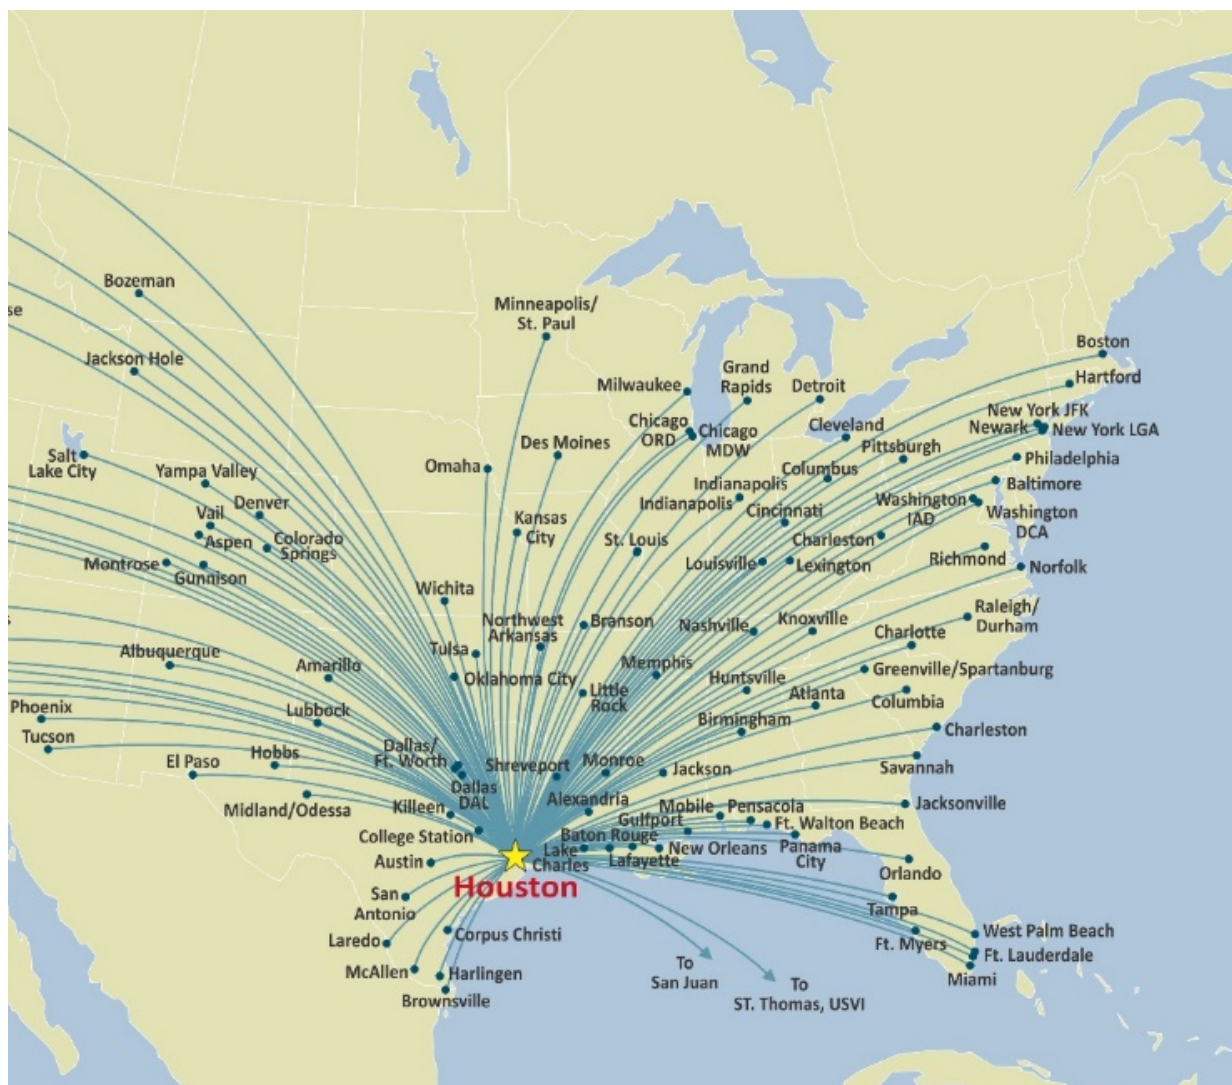 Bozeman
se
Minneapolis/
St. Paul
Jackson Hole
Boston
Grand
Rapids
Milwaukee
Detroit
Hartford
New York JFK
Chicago
ORD
Chicago
MDW
Cleveland
Newark
New York LGA
Des Moines
Pittsburgh
Salt
Lake City
Philadelphia
Omaha
Yampa Valley
Columbus
Indianapolis
Baltimore
Denver
Indianapolis
Washington
IAD
Vail
Cincinnati
Washington
DCA
Kansas
City
Aspen
Colorado
Springs
St. Louis
Charleston
Montrose
Gunnison
Louisville
Lexington
Richmond
Norfolk
Wichita
Northwest
Arkansas
Branson
Nashville
Knoxville
Raleigh/
Durham
s
Charlotte
Albuquerque
Tulsa
Amarillo
Memphis
Oklahoma City
Huntsville
Greenville/Spartanburg
Little
Rock
Atlanta
Columbia
Phoenix
Lubbock
Birmingham
Charleston
Tucson
Dallas/
Ft. Worth
El Paso
Hobbs
Shreveport
Monroe
Jackson
Savannah
Dallas
DAL
Midland/Odessa
Killeen
Alexandria
Mobile
Pensacola
Jacksonville
Gulfport
Ft. Walton Beach
College Station
Baton Rouge
Lake
Charles
Lafayette
New Orleans
Panama
City
Austin
Orlando
Houston
San
Antonio
Tampa
Laredo
Corpus Christi
Ft. Myers
West Palm Beach
Ft. Lauderdale
McAllen
Harlingen
To
San Juan
Miami
Brownsville
To
ST. Thomas, USVI